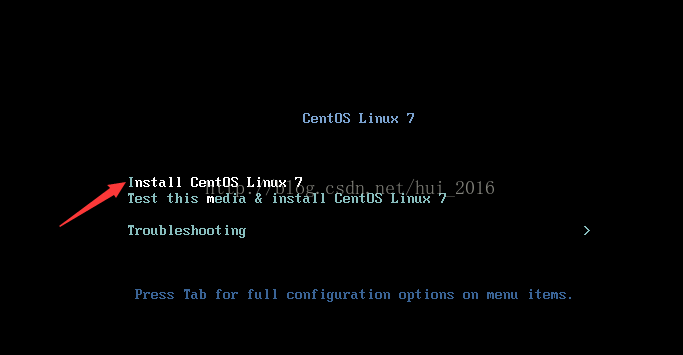 CentOS Linux 7
Install CentOS Linux 7
http://blog.csdn.net/hui_2016
Test this media & install CentOS Linux 7
Troubleshooting >
Press Tab for full configuration options on menu items.